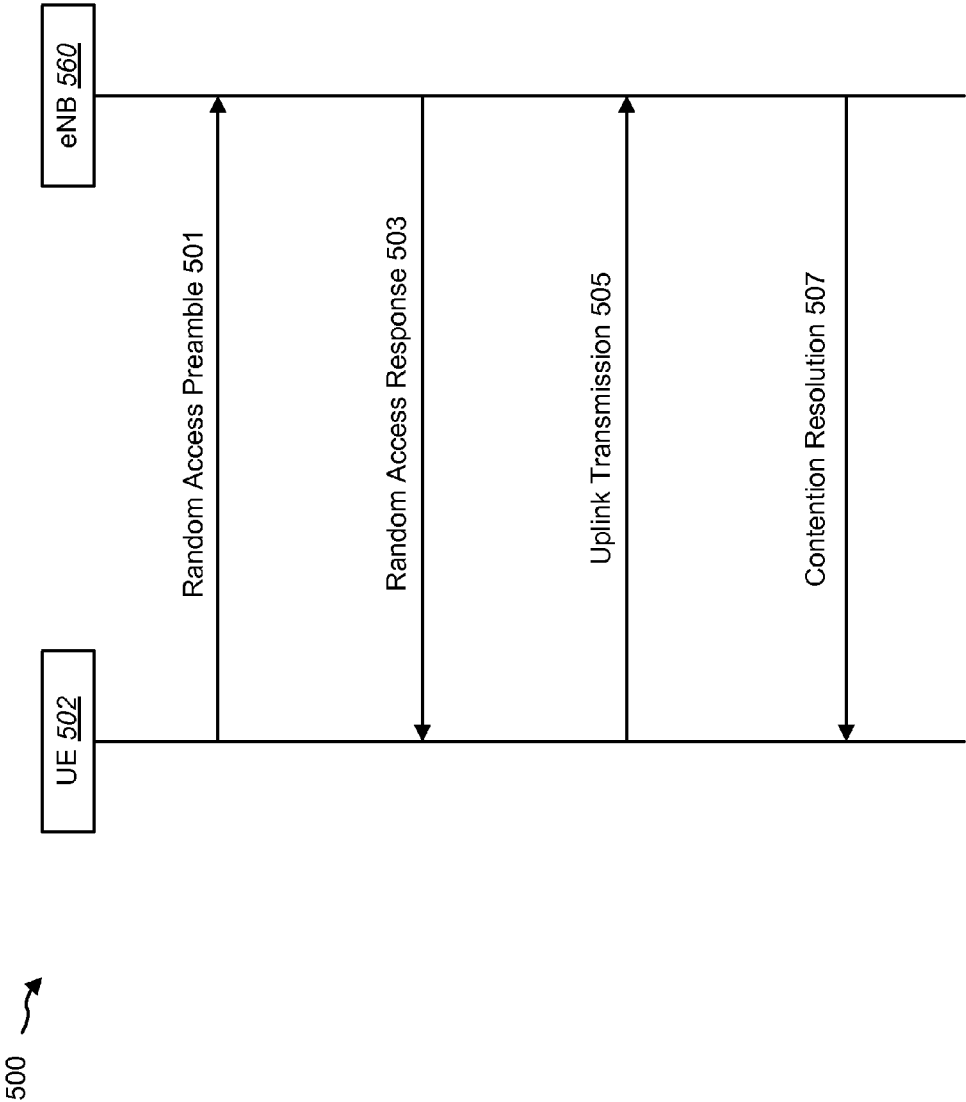 500
UE 502
eNB 560
Random Access Preamble 501
Random Access Response 503
Uplink Transmission 505
Contention Resolution 507